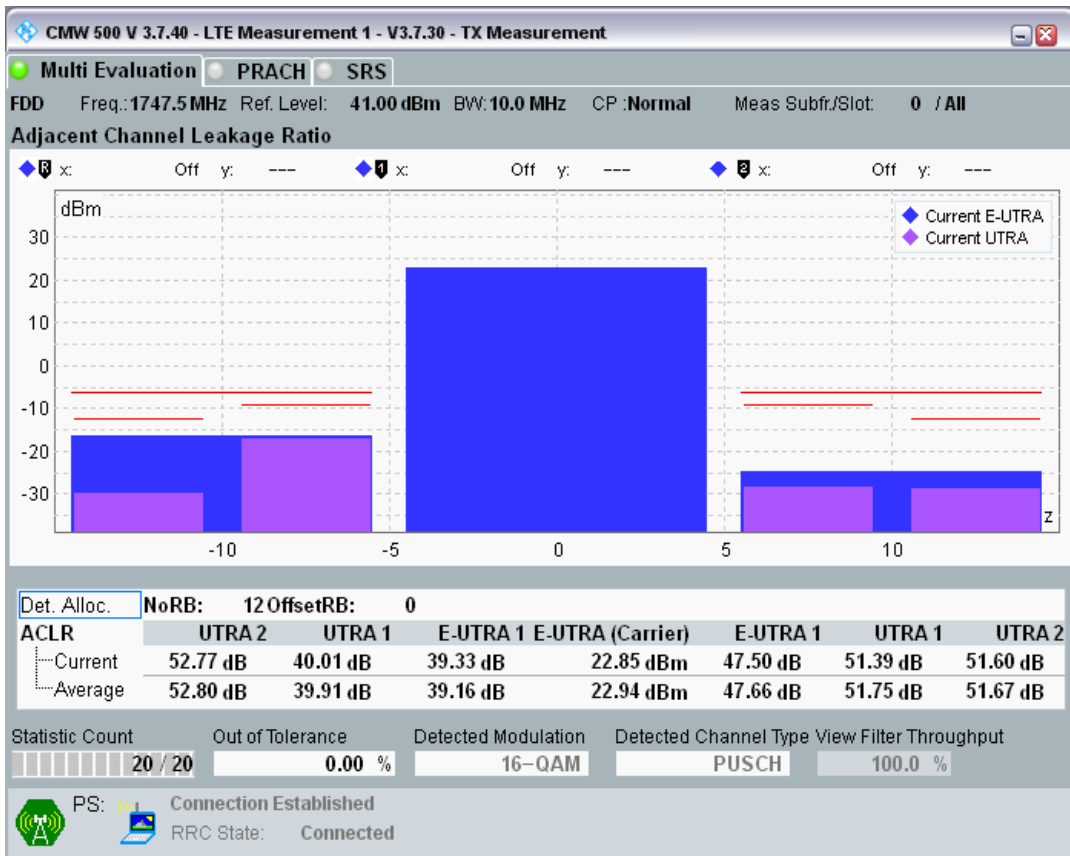 CMW 500 V 3.7.40 - LTE Measurement 1 - V3.7.30 - TX Measurement
Multi Evaluation PRACH SRS
FDD Freq.:1747.5 MHz Ref. Level: 41.00 dBm BW:10.0 MHz CP :Normal Meas Subfr./Slot: 0 / All
Adjacent Channel Leakage Ratio
R x: Off y: --- 1 x: Off y: --- 2 x: Off y: ---
dBm
Current E-UTRA
Current UTRA
30
20
10
0
-10
-20
-30
z
-10 -5 0 5 10
Det. Alloc. NoRB: 12 OffsetRB: 0
ACLR UTRA 2 UTRA 1 E-UTRA 1 E-UTRA (Carrier) E-UTRA 1 UTRA 1 UTRA 2
Current 52.77 dB 40.01 dB 39.33 dB 22.85 dBm 47.50 dB 51.39 dB 51.60 dB
Average 52.80 dB 39.91 dB 39.16 dB 22.94 dBm 47.66 dB 51.75 dB 51.67 dB
Statistic Count Out of Tolerance Detected Modulation Detected Channel Type View Filter Throughput
20 / 20 0.00 % 16-QAM PUSCH 100.0 %
PS: Connection Established
RRC State: Connected